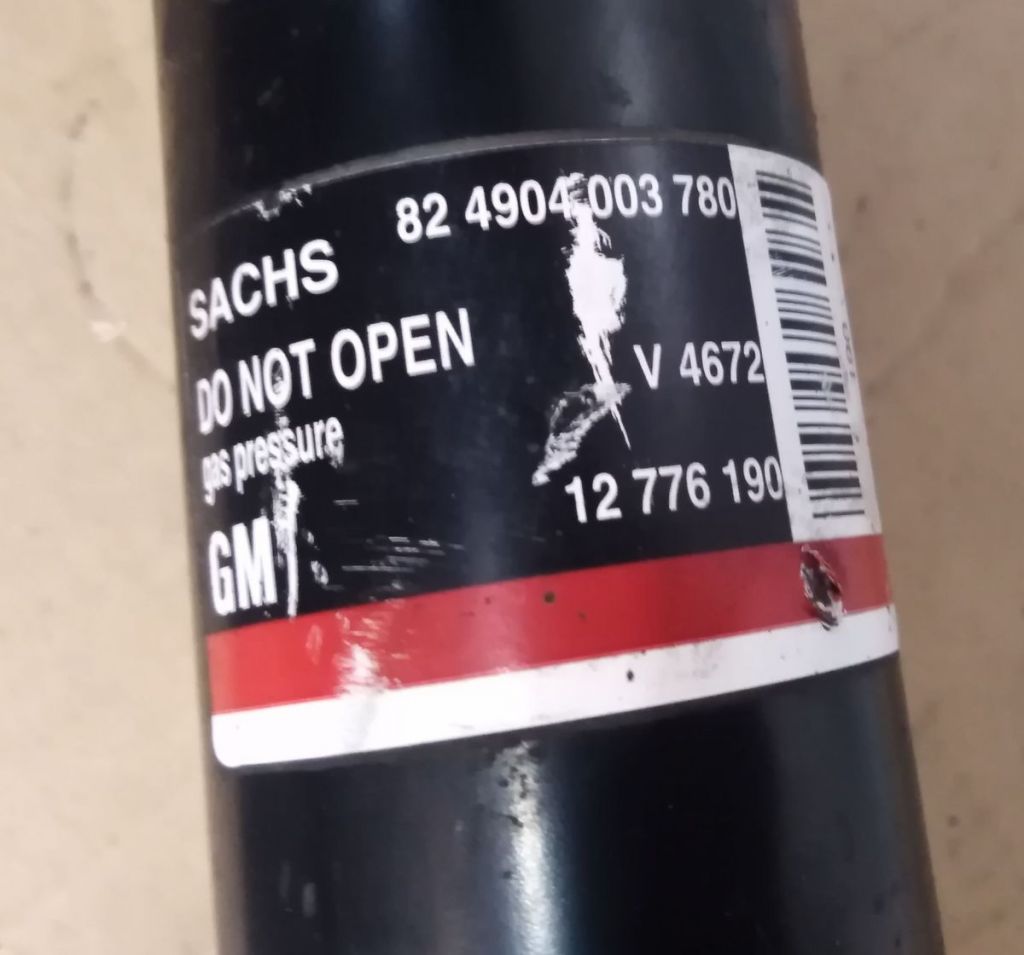 82 4904 003 780
SACHS
DO NOT OPEN
V 4672
gas pressure
12 776 190
GM